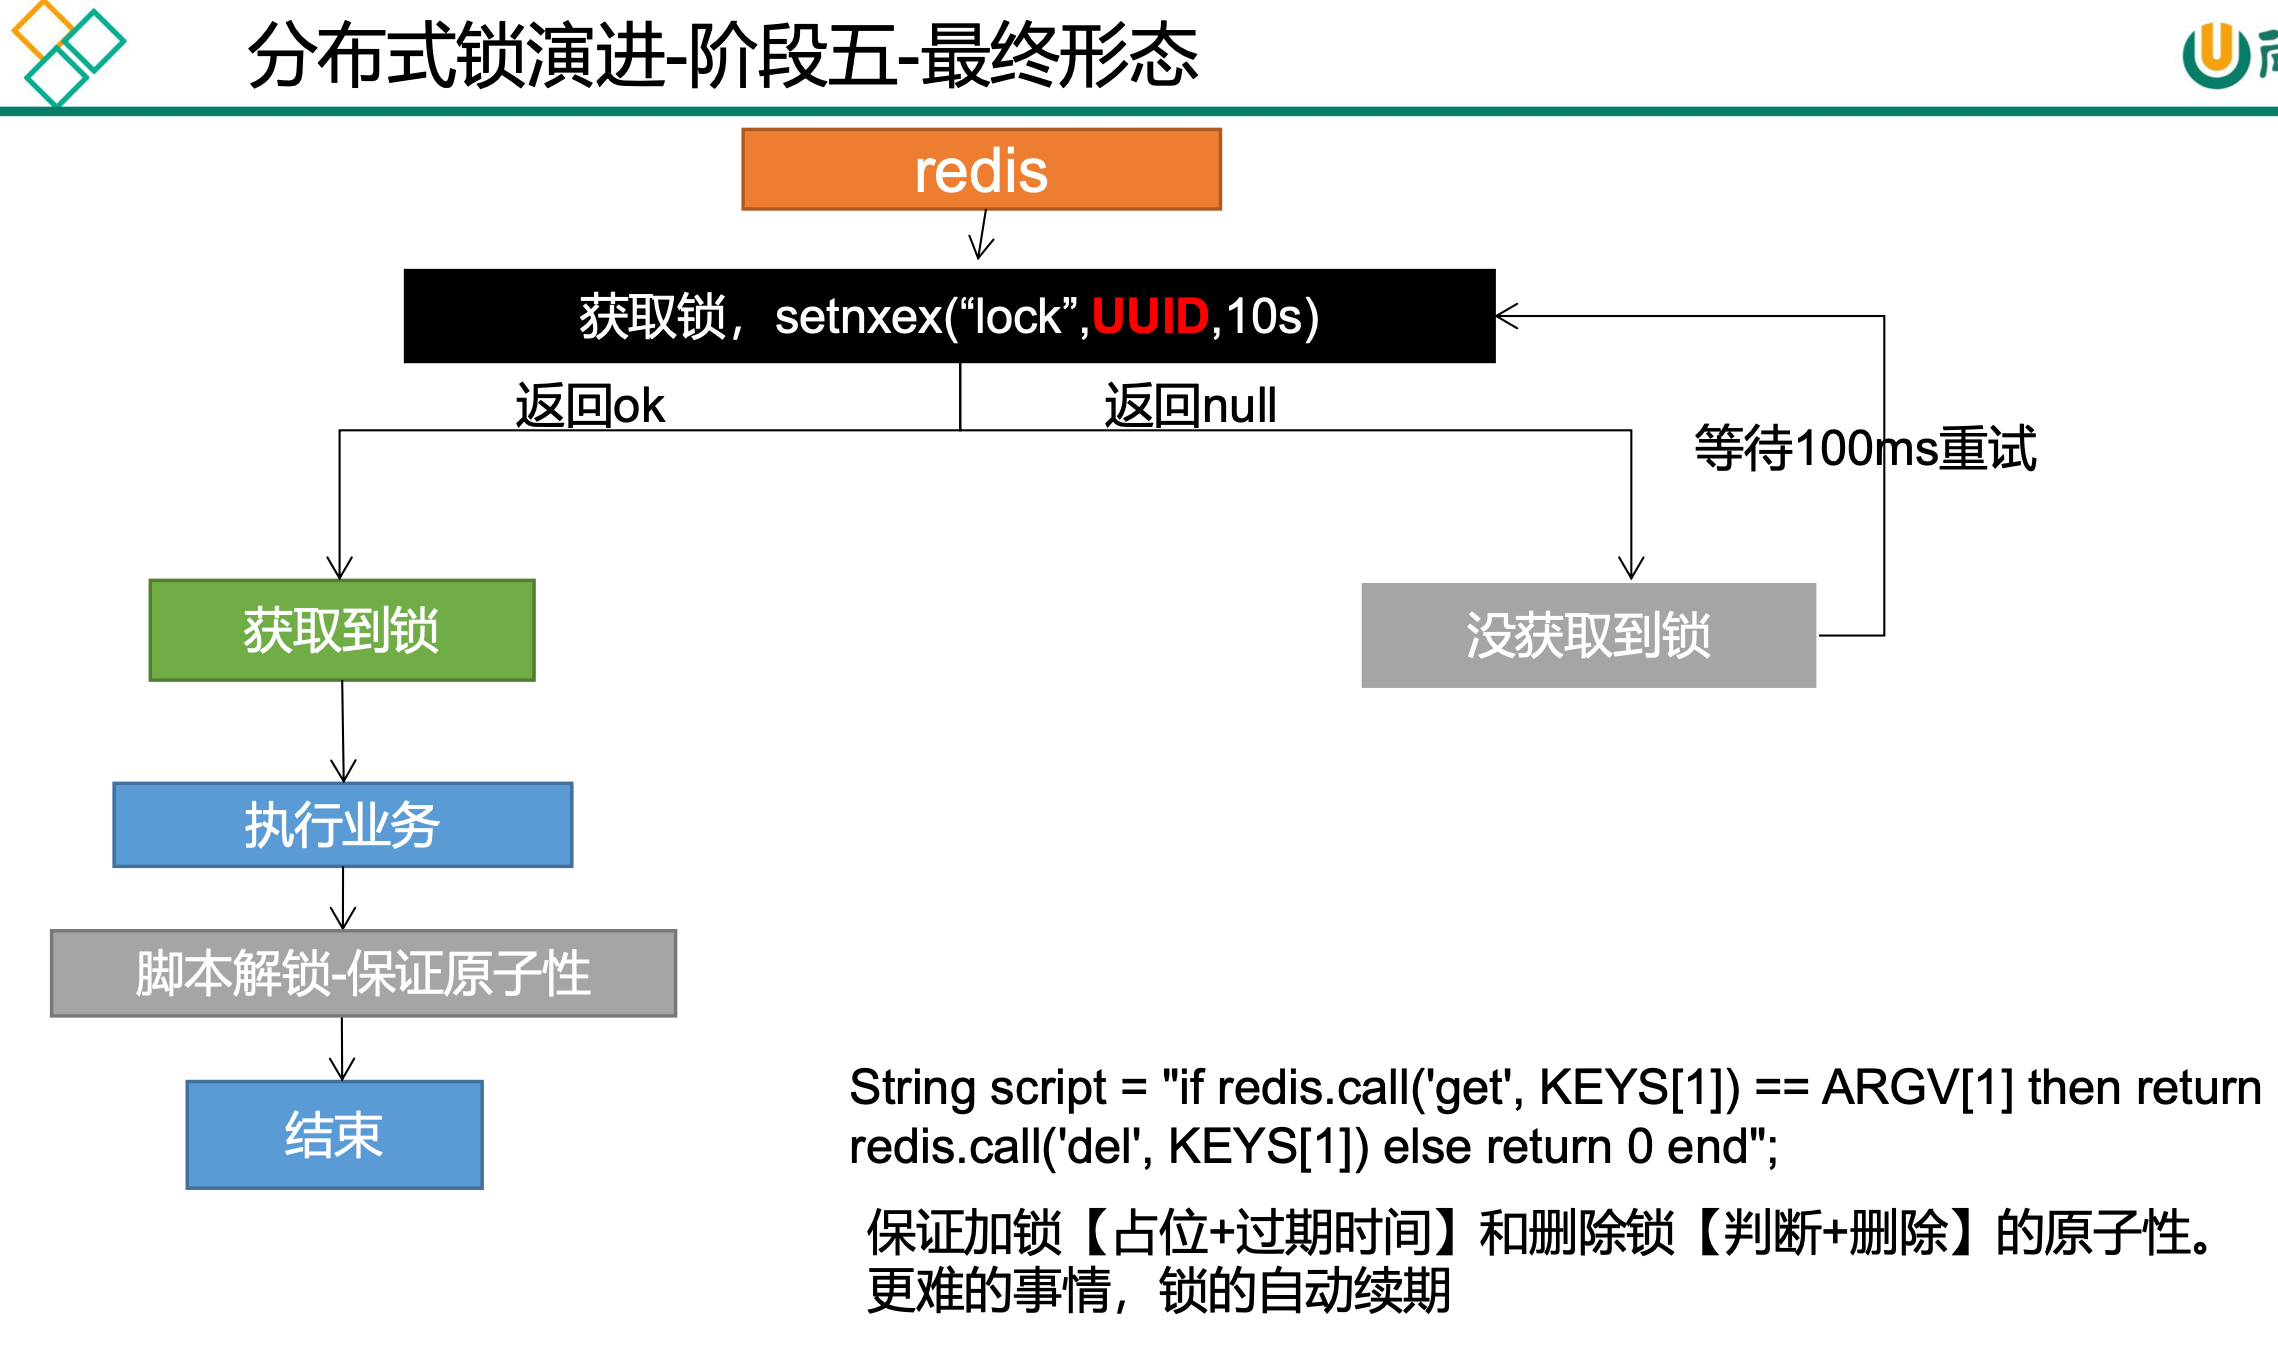 分布式锁演进-阶段五-最终形态
redis
获取锁，setnxex(“lock”,UUID,10s)
返回ok
返回null
等待100ms重试
获取到锁
没获取到锁
执行业务
脚本解锁-保证原子性
结束
String script = "if redis.call('get', KEYS[1]) == ARGV[1] then return
redis.call('del', KEYS[1]) else return 0 end";
保证加锁【占位+过期时间】和删除锁【判断+删除】的原子性。
更难的事情，锁的自动续期